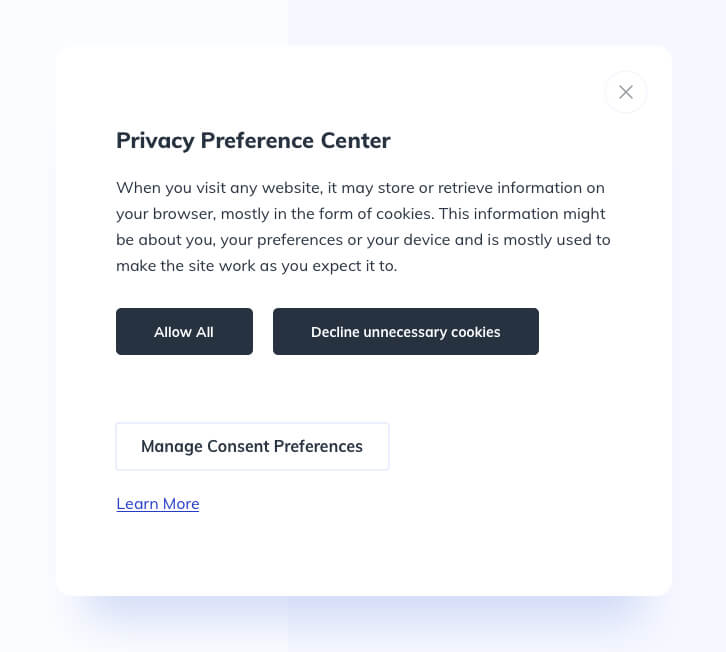 Privacy Preference Center
When you visit any website, it may store or retrieve information on
your browser, mostly in the form of cookies. This information might
be about you, your preferences or your device and is mostly used to
make the site work as you expect it to.
Allow All
Decline unnecessary cookies
Manage Consent Preferences
Learn More